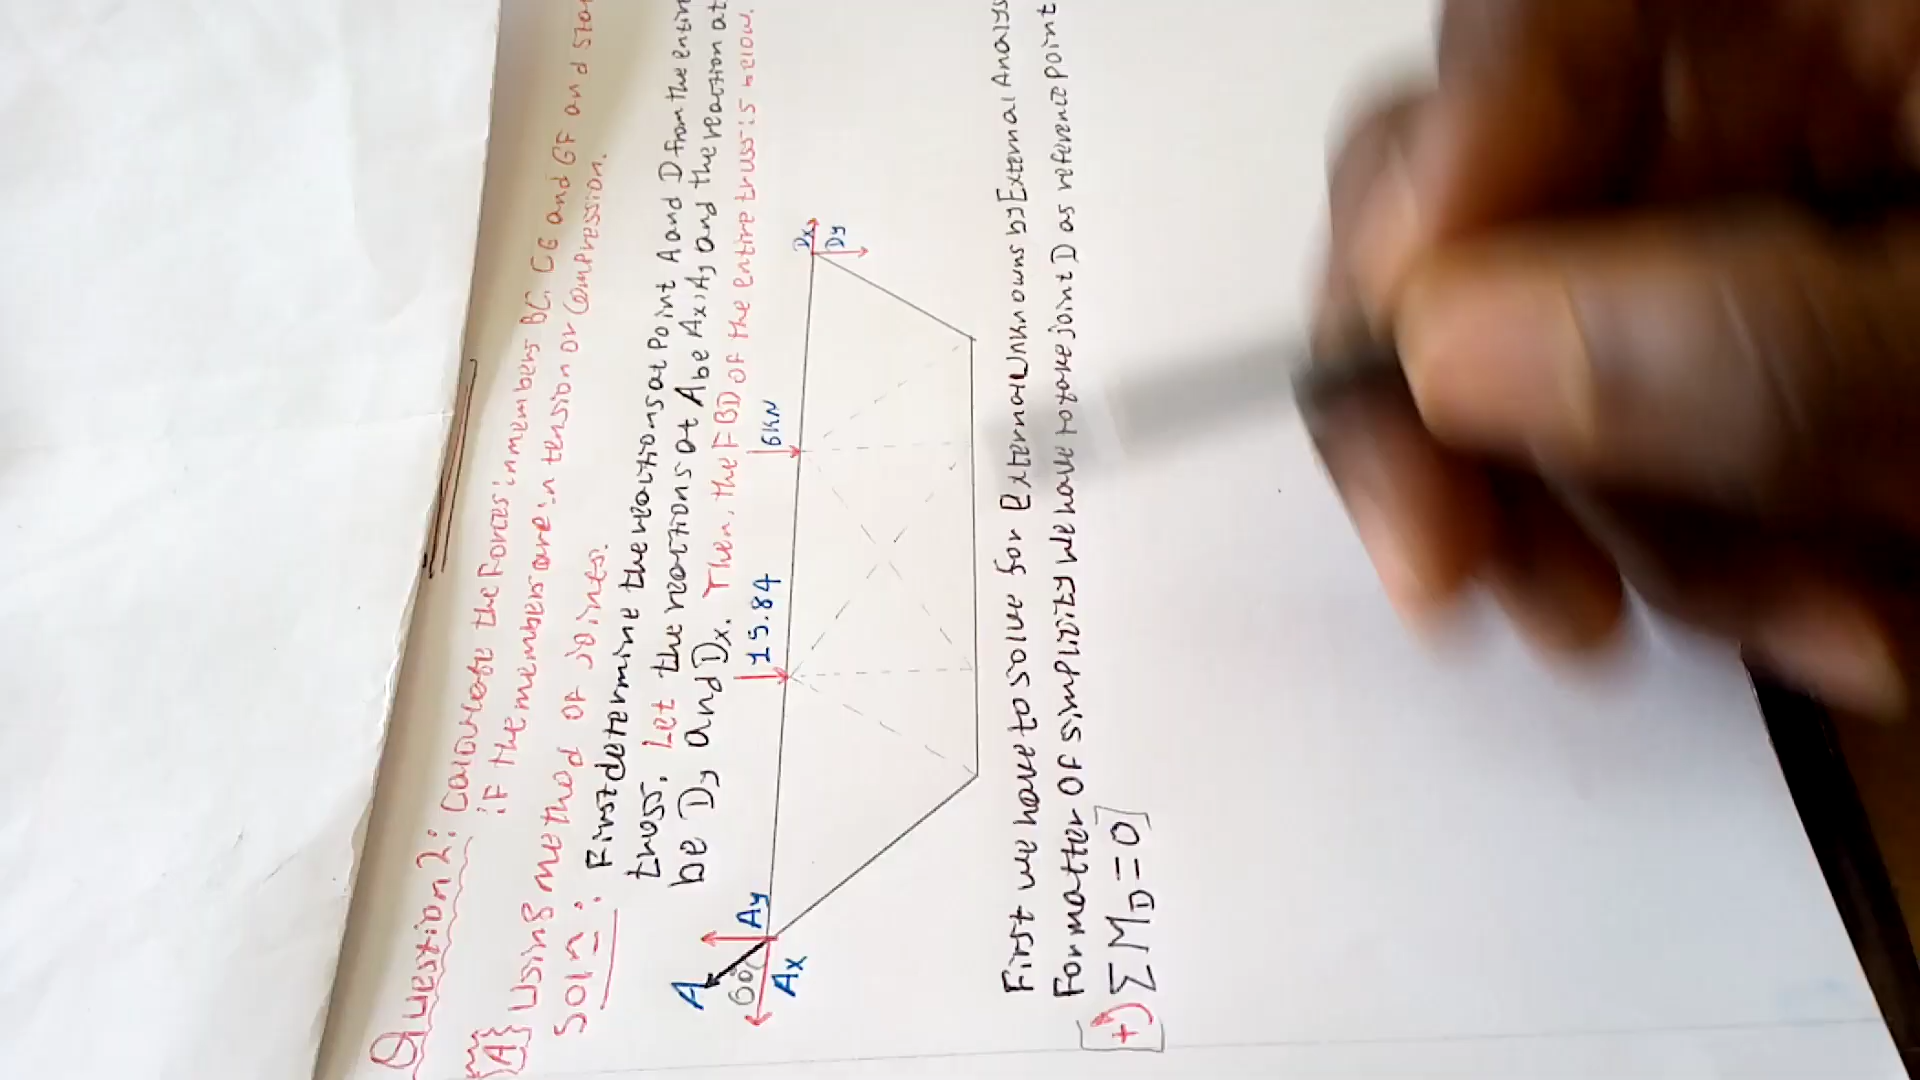 Question 2: Calculate the Forces in members BC, CG and GF and sta
if the members are in tension or Compression.
{A} Using method of joints.
Soln: First determine the reactions at Point A and D from the entir
truss. Let the reactions at A be Ax, Ay and the reaction at
be Dy and Dx. Then, the FBD of the entire truss is below.
A
60°
Ay
Ax
15.84
6KN
Dx
Dy
First we have to solve for External Unknowns by External Analys
For matter of simplicity we have to take joint D as reference point
[+) ΣMD=0]